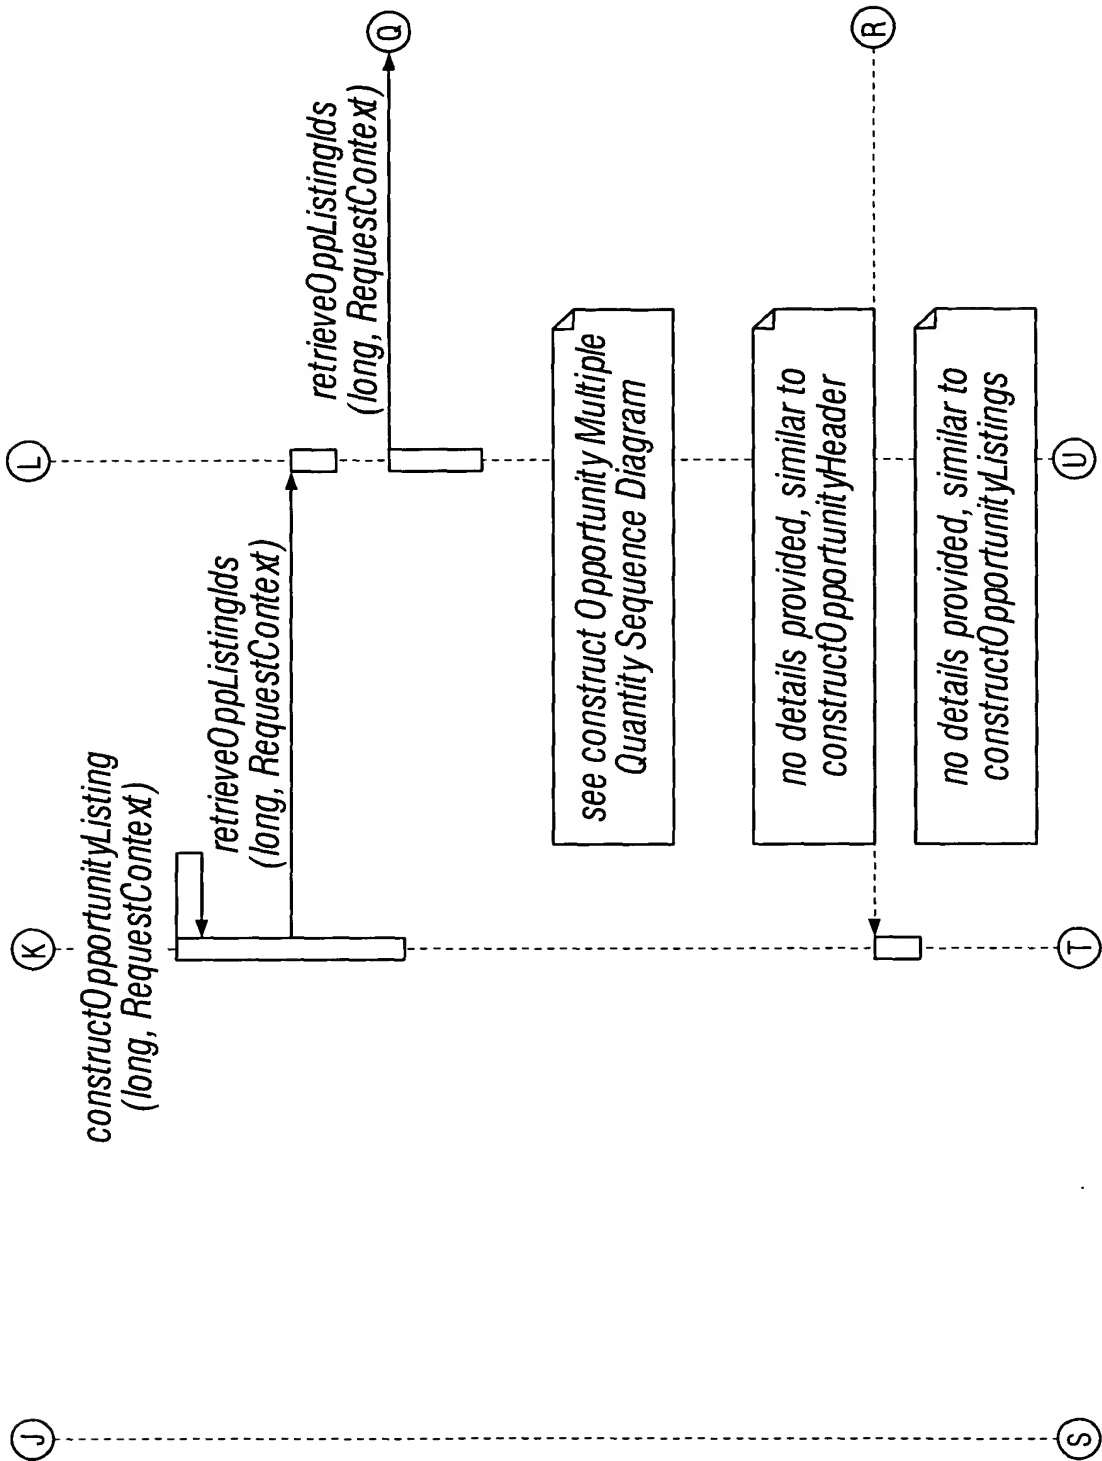 J
K
L
constructOpportunityListing
(long, RequestContext)
retrieveOppListingIds
(long, RequestContext)
retrieveOppListingIds
(long, RequestContext)
Q
see construct Opportunity Multiple
Quantity Sequence Diagram
no details provided, similar to
constructOpportunityHeader
R
no details provided, similar to
constructOpportunityListings
S
T
U